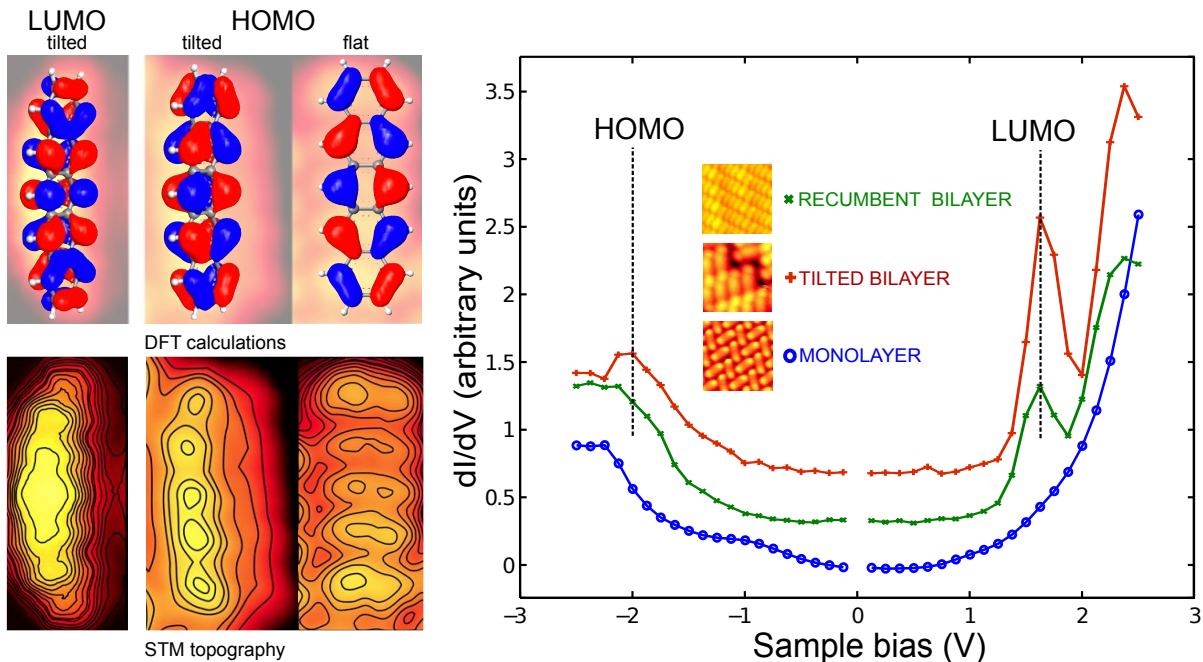 LUMO
tilted
HOMO
tilted
flat
DFT calculations
STM topography
dI/dV (arbitrary units)
3.5
3
2.5
2
1.5
1
0.5
0
HOMO
LUMO
RECUMBENT BILAYER
TILTED BILAYER
MONOLAYER
−3
−2
−1
0
1
2
3
Sample bias (V)